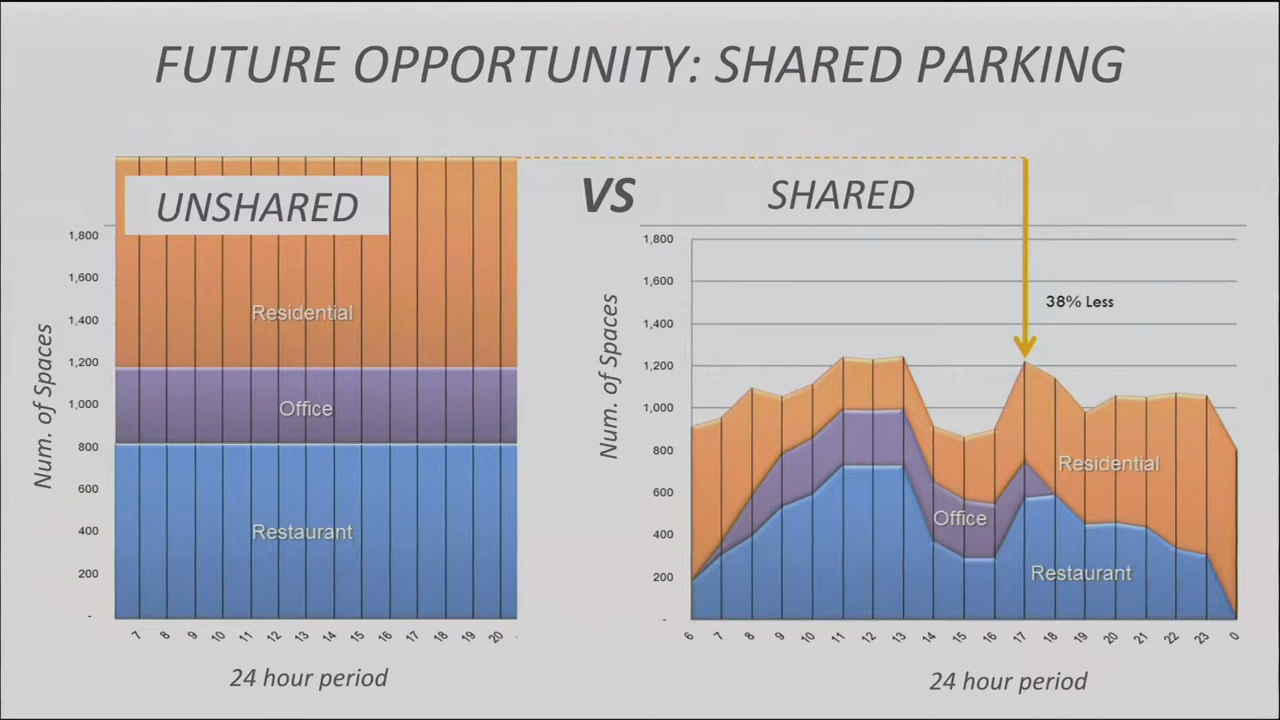 FUTURE OPPORTUNITY: SHARED PARKING
UNSHARED
VS
SHARED
Num. of Spaces
1,800
1,600
1,400
1,200
1,000
800
600
400
200
-
Residential
Office
Restaurant
7 8 9 10 11 12 13 14 15 16 17 18 19 20
24 hour period
Num. of Spaces
1,800
1,600
1,400
1,200
1,000
800
600
400
200
-
38% Less
Residential
Office
Restaurant
6 7 8 9 10 11 12 13 14 15 16 17 18 19 20 21 22 23 0
24 hour period